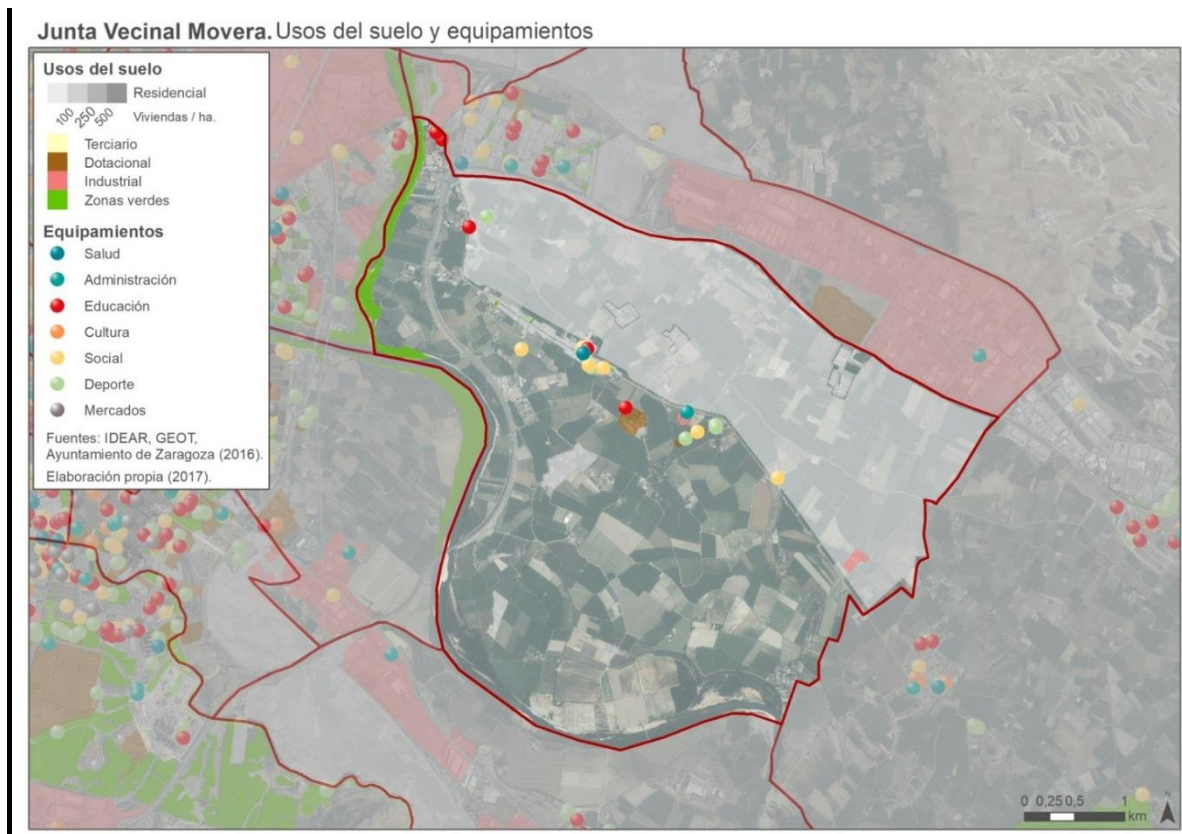 Junta Vecinal Movera. Usos del suelo y equipamientos
Usos del suelo
Residencial
100 250 500 Viviendas / ha.
Terciario
Dotacional
Industrial
Zonas verdes
Equipamientos
Salud
Administración
Educación
Cultura
Social
Deporte
Mercados
Fuentes: IDEAR, GEOT,
Ayuntamiento de Zaragoza (2016).
Elaboración propia (2017).
0 0,25 0,5 1
km
N